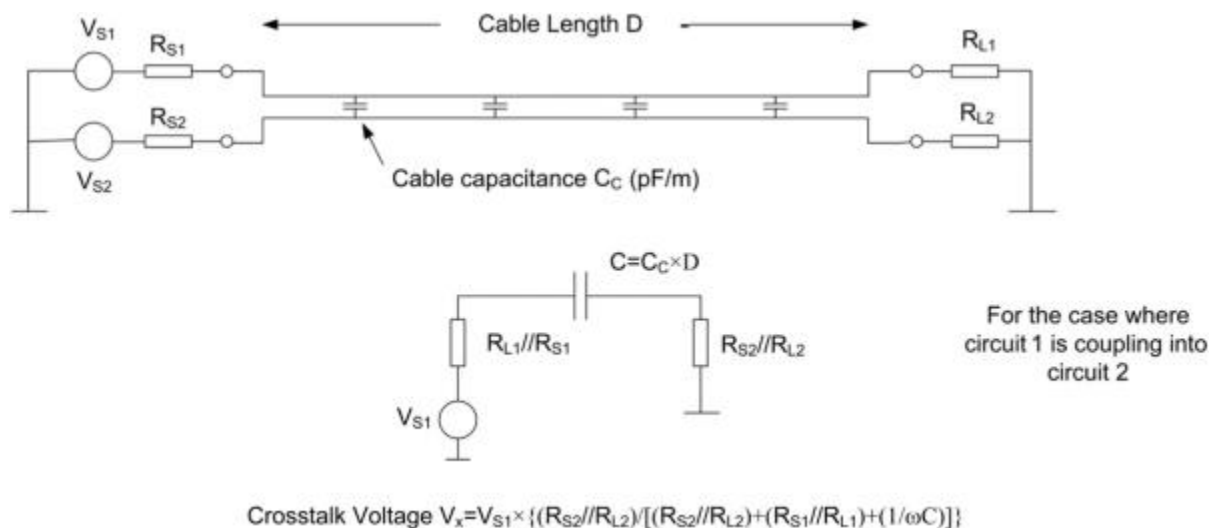 Cable Length D
V_S1
R_S1
R_L1
R_S2
R_L2
V_S2
Cable capacitance C_C (pF/m)
C=C_C×D
R_L1//R_S1
R_S2//R_L2
For the case where
circuit 1 is coupling into
circuit 2
V_S1
Crosstalk Voltage V_x=V_S1×{(R_S2//R_L2)/[(R_S2//R_L2)+(R_S1//R_L1)+(1/ωC)]}